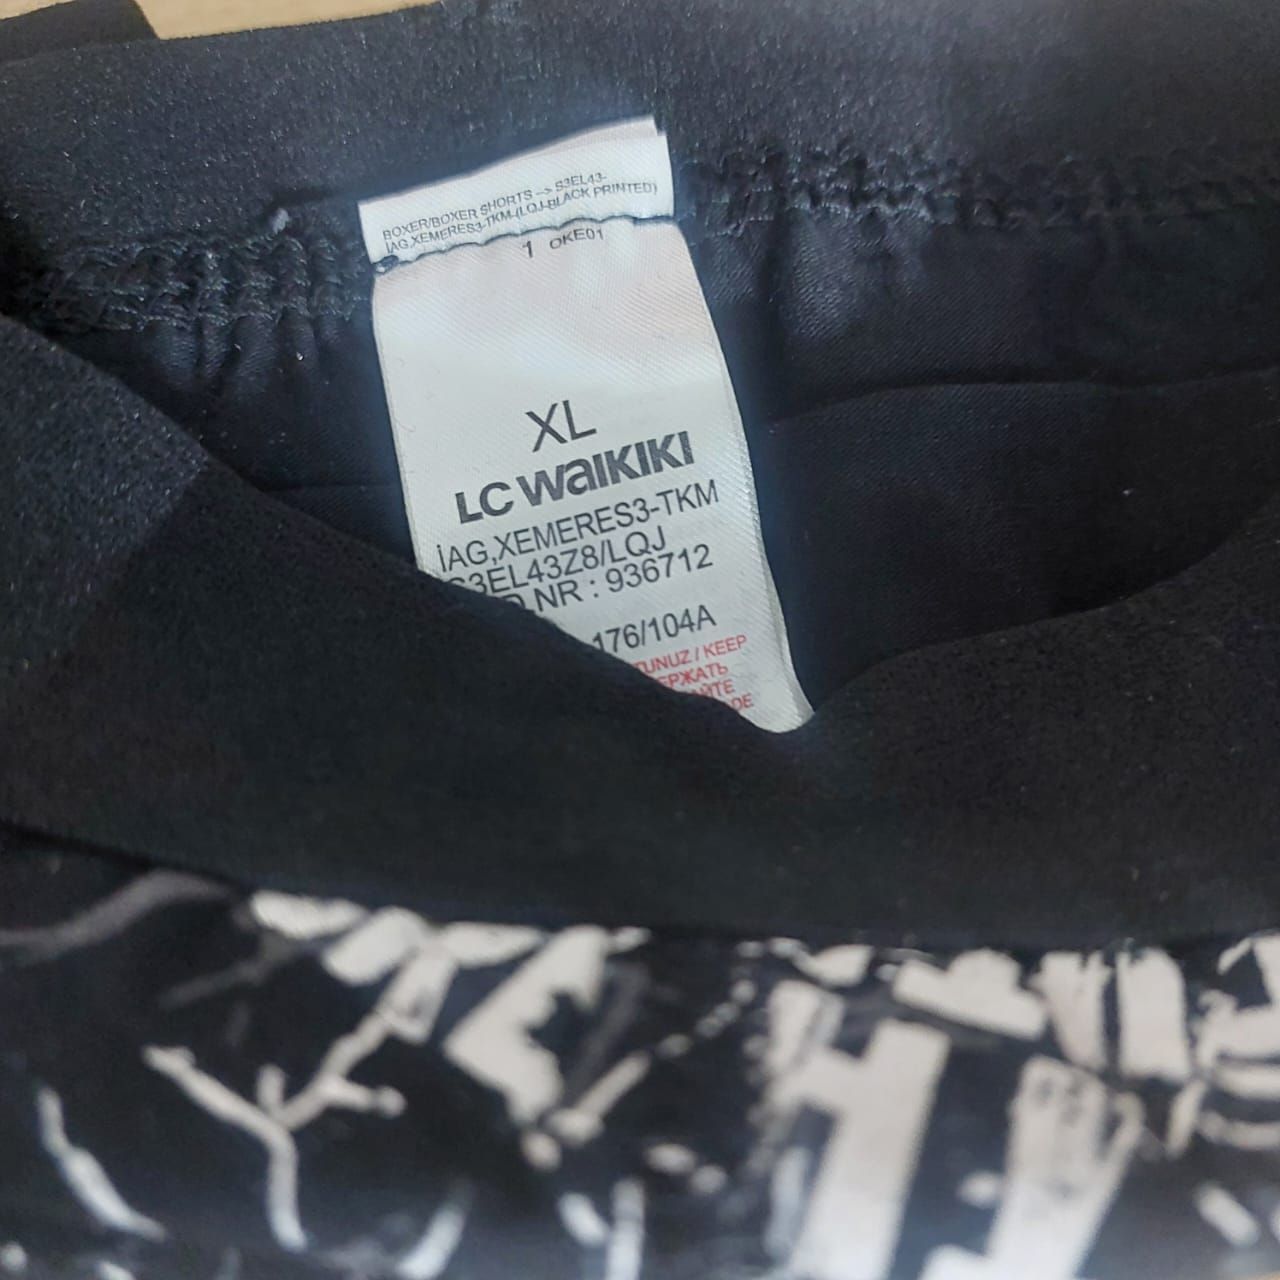 BOXER/BOXER SHORTS --> S3EL43-
İAG,XEMERES3-TKM-(LQJ-BLACK PRINTED)
1 OKE01
XL
LC WAIKIKI
İAG,XEMERES3-TKM
S3EL43Z8/LQJ
NR : 936712
176/104A
/ KEEP